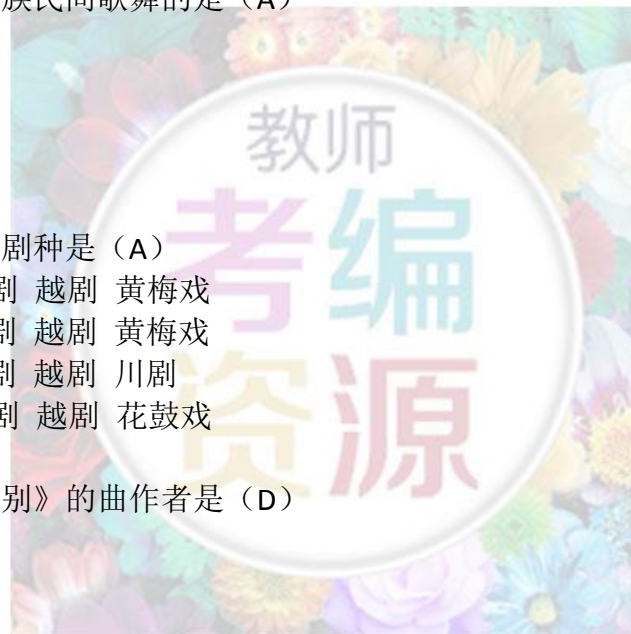 族民间歌舞的是（A）
教师
考编
资源
剧种是（A）
剧 越剧 黄梅戏
剧 越剧 黄梅戏
剧 越剧 川剧
剧 越剧 花鼓戏
别》的曲作者是（D）